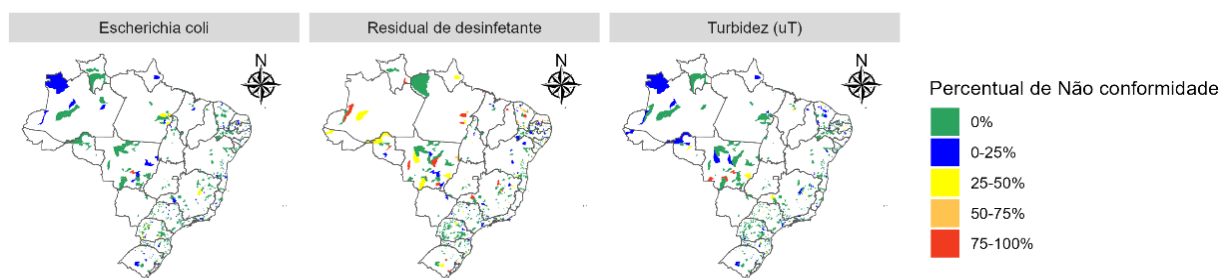 Escherichia coli
Residual de desinfetante
Turbidez (uT)
N
N
N
Percentual de Não conformidade
0%
0-25%
25-50%
50-75%
75-100%